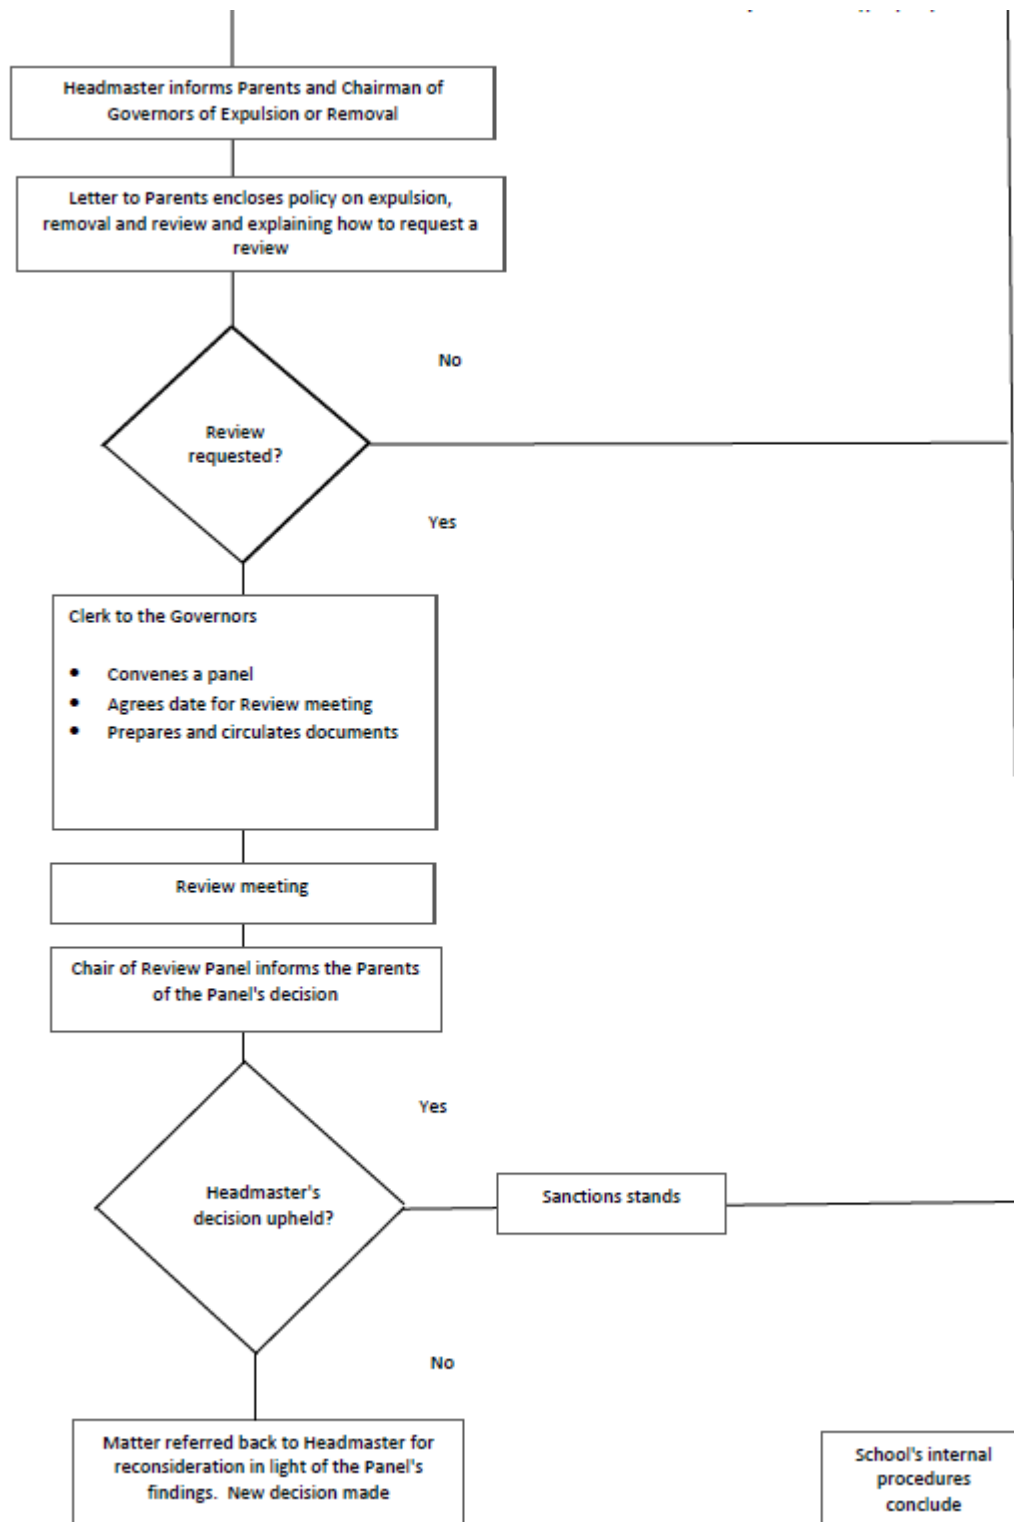 Headmaster informs Parents and Chairman of
Governors of Expulsion or Removal
Letter to Parents encloses policy on expulsion,
removal and review and explaining how to request a
review
No
Review
requested?
Yes
Clerk to the Governors
• Convenes a panel
• Agrees date for Review meeting
• Prepares and circulates documents
Review meeting
Chair of Review Panel informs the Parents
of the Panel's decision
Yes
Headmaster's
decision upheld?
Sanctions stands
No
Matter referred back to Headmaster for
reconsideration in light of the Panel's
findings. New decision made
School's internal
procedures
conclude